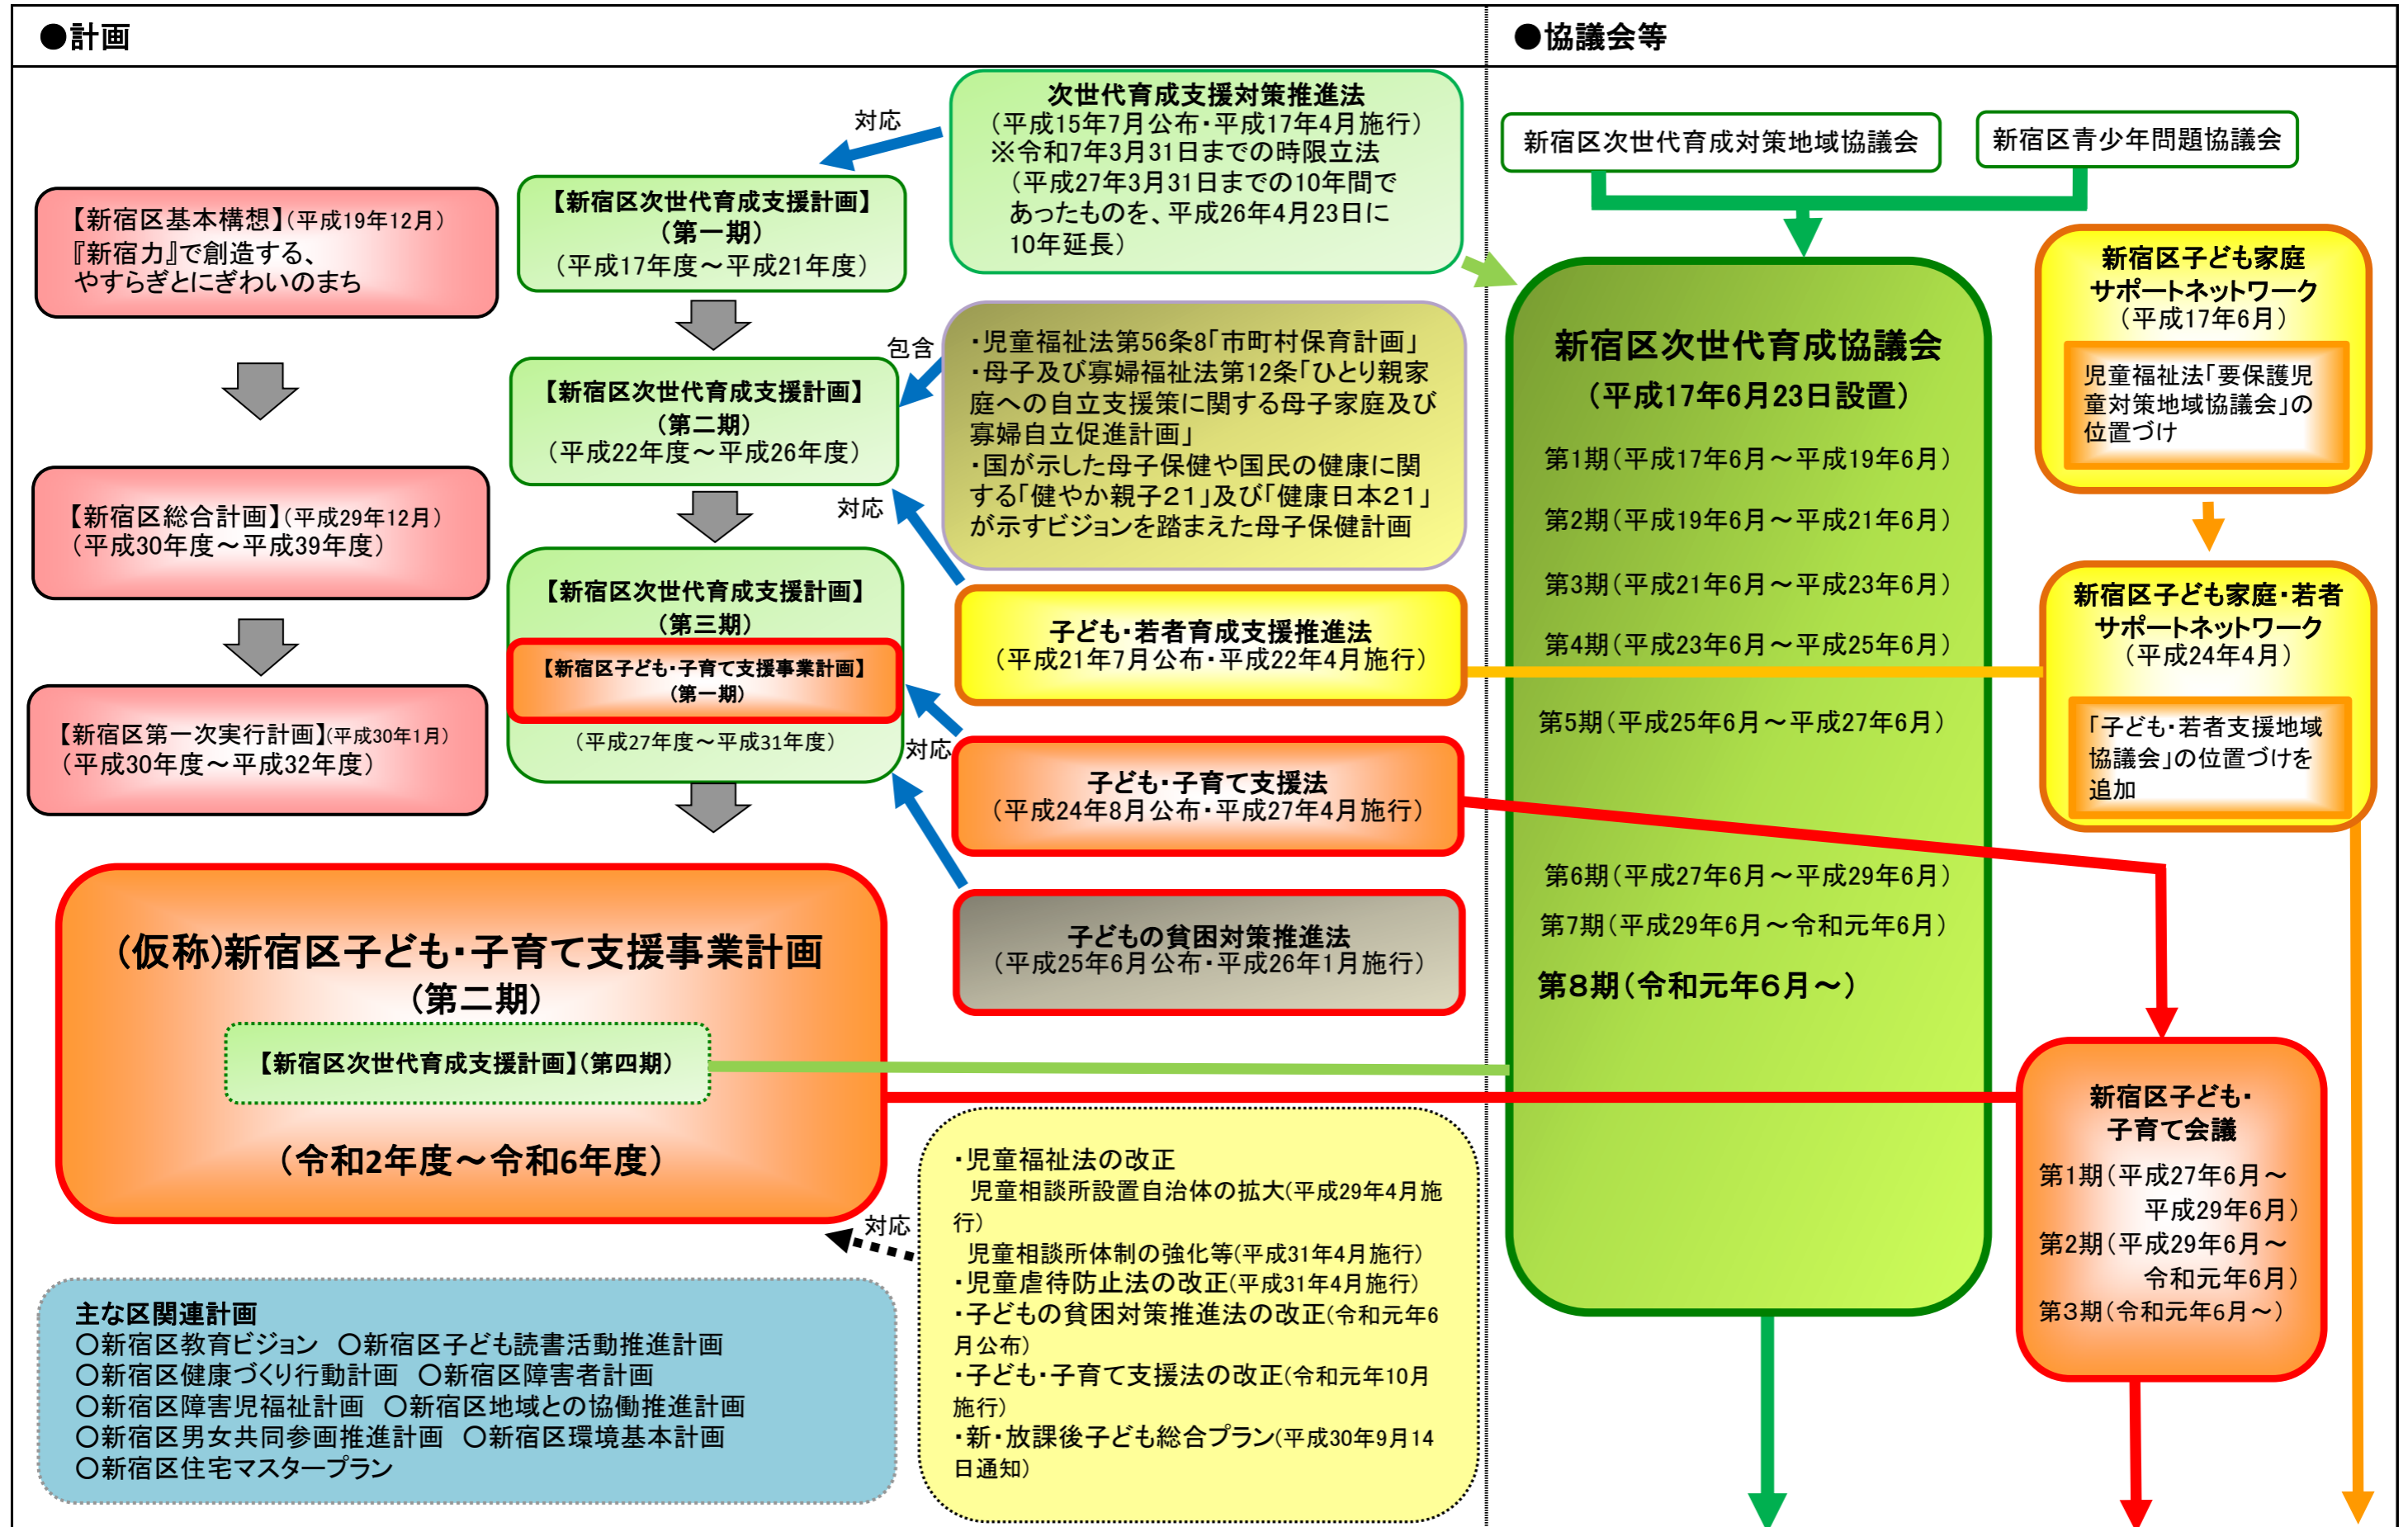 ●計画
●協議会等
【新宿区基本構想】(平成19年12月)
『新宿力』で創造する、
やすらぎとにぎわいのまち
【新宿区総合計画】(平成29年12月)
(平成30年度～平成39年度)
【新宿区第一次実行計画】(平成30年1月)
(平成30年度～平成32年度)
【新宿区次世代育成支援計画】
(第一期)
(平成17年度～平成21年度)
【新宿区次世代育成支援計画】
(第二期)
(平成22年度～平成26年度)
【新宿区次世代育成支援計画】
(第三期)
【新宿区子ども・子育て支援事業計画】
(第一期)
(平成27年度～平成31年度)
対応
包含
対応
対応
次世代育成支援対策推進法
(平成15年7月公布・平成17年4月施行)
※令和7年3月31日までの時限立法
(平成27年3月31日までの10年間で
あったものを、平成26年4月23日に
10年延長)
・児童福祉法第56条8「市町村保育計画」
・母子及び寡婦福祉法第12条「ひとり親家
庭への自立支援策に関する母子家庭及び
寡婦自立促進計画」
・国が示した母子保健や国民の健康に関
する「健やか親子21」及び「健康日本21」
が示すビジョンを踏まえた母子保健計画
子ども・若者育成支援推進法
(平成21年7月公布・平成22年4月施行)
子ども・子育て支援法
(平成24年8月公布・平成27年4月施行)
子どもの貧困対策推進法
(平成25年6月公布・平成26年1月施行)
(仮称)新宿区子ども・子育て支援事業計画
(第二期)
【新宿区次世代育成支援計画】(第四期)
(令和2年度～令和6年度)
対応
・児童福祉法の改正
児童相談所設置自治体の拡大(平成29年4月施
行)
児童相談所体制の強化等(平成31年4月施行)
・児童虐待防止法の改正(平成31年4月施行)
・子どもの貧困対策推進法の改正(令和元年6
月公布)
・子ども・子育て支援法の改正(令和元年10月
施行)
・新・放課後子ども総合プラン(平成30年9月14
日通知)
主な区関連計画
○新宿区教育ビジョン ○新宿区子ども読書活動推進計画
○新宿区健康づくり行動計画 ○新宿区障害者計画
○新宿区障害児福祉計画 ○新宿区地域との協働推進計画
○新宿区男女共同参画推進計画 ○新宿区環境基本計画
○新宿区住宅マスタープラン
新宿区次世代育成対策地域協議会
新宿区青少年問題協議会
新宿区次世代育成協議会
(平成17年6月23日設置)
第1期(平成17年6月～平成19年6月)
第2期(平成19年6月～平成21年6月)
第3期(平成21年6月～平成23年6月)
第4期(平成23年6月～平成25年6月)
第5期(平成25年6月～平成27年6月)
第6期(平成27年6月～平成29年6月)
第7期(平成29年6月～令和元年6月)
第8期(令和元年6月～)
新宿区子ども家庭
サポートネットワーク
(平成17年6月)
児童福祉法「要保護児
童対策地域協議会」の
位置づけ
新宿区子ども家庭・若者
サポートネットワーク
(平成24年4月)
「子ども・若者支援地域
協議会」の位置づけを
追加
新宿区子ども・
子育て会議
第1期(平成27年6月～
平成29年6月)
第2期(平成29年6月～
令和元年6月)
第3期(令和元年6月～)